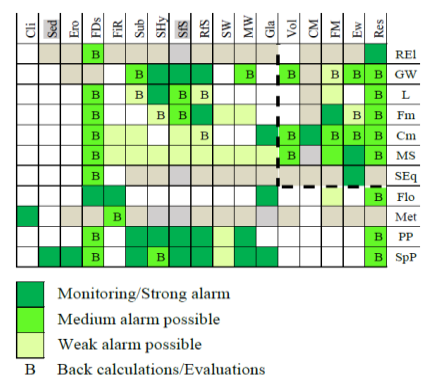 Cli Sed Ero FDs FiR Sub SHy SfS RfS SW MW Gla Vol CM FM Ew Res
B REl
B B B B B B GW
B B B B B L
B B B B B Fm
B B B B B B Cm
B B B MS
B SEq
B Flo
B Met
B B PP
B B B SpP
Monitoring/Strong alarm
Medium alarm possible
Weak alarm possible
B Back calculations/Evaluations